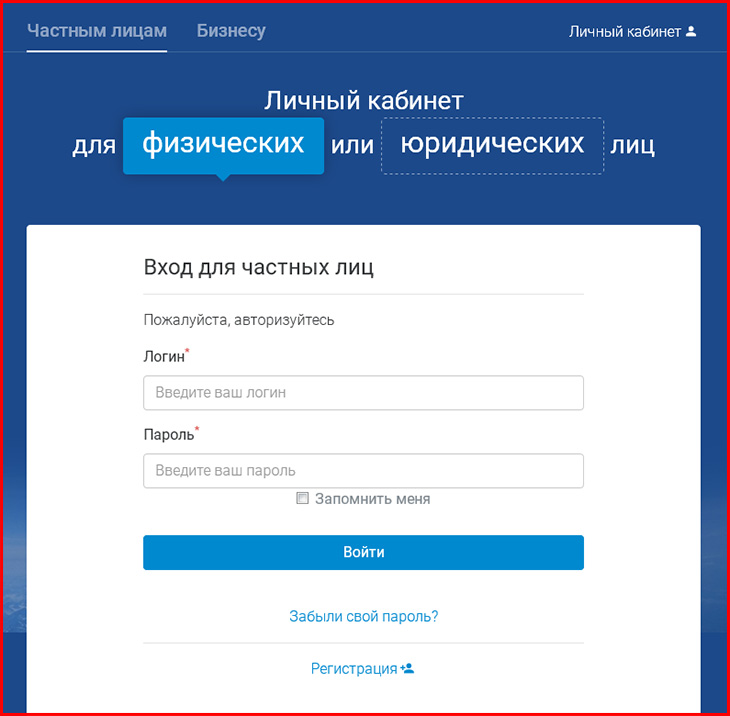 Частным лицам Бизнесу Личный кабинет
Личный кабинет
для физических или юридических лиц
Вход для частных лиц
Пожалуйста, авторизуйтесь
Логин*
Введите ваш логин
Пароль*
Введите ваш пароль
Запомнить меня
Войти
Забыли свой пароль?
Регистрация